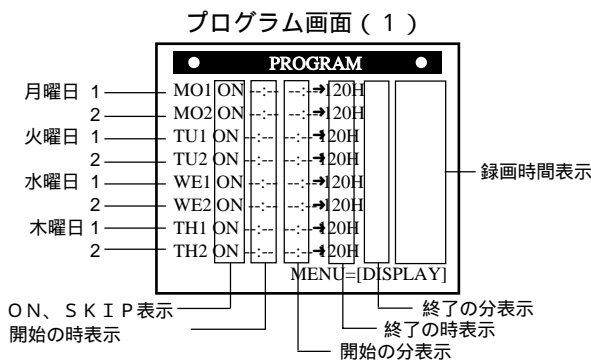 プログラム画面(1)
● PROGRAM ●
月曜日 1 MO1 ON --:-- --:--→120H
2 MO2 ON --:-- --:--→120H
火曜日 1 TU1 ON --:-- --:--→120H
2 TU2 ON --:-- --:--→120H
水曜日 1 WE1 ON --:-- --:--→120H
2 WE2 ON --:-- --:--→120H
木曜日 1 TH1 ON --:-- --:--→120H
2 TH2 ON --:-- --:--→120H
録画時間表示
MENU=[DISPLAY]
ON、SKIP表示
終了の分表示
開始の時表示
終了の時表示
開始の分表示